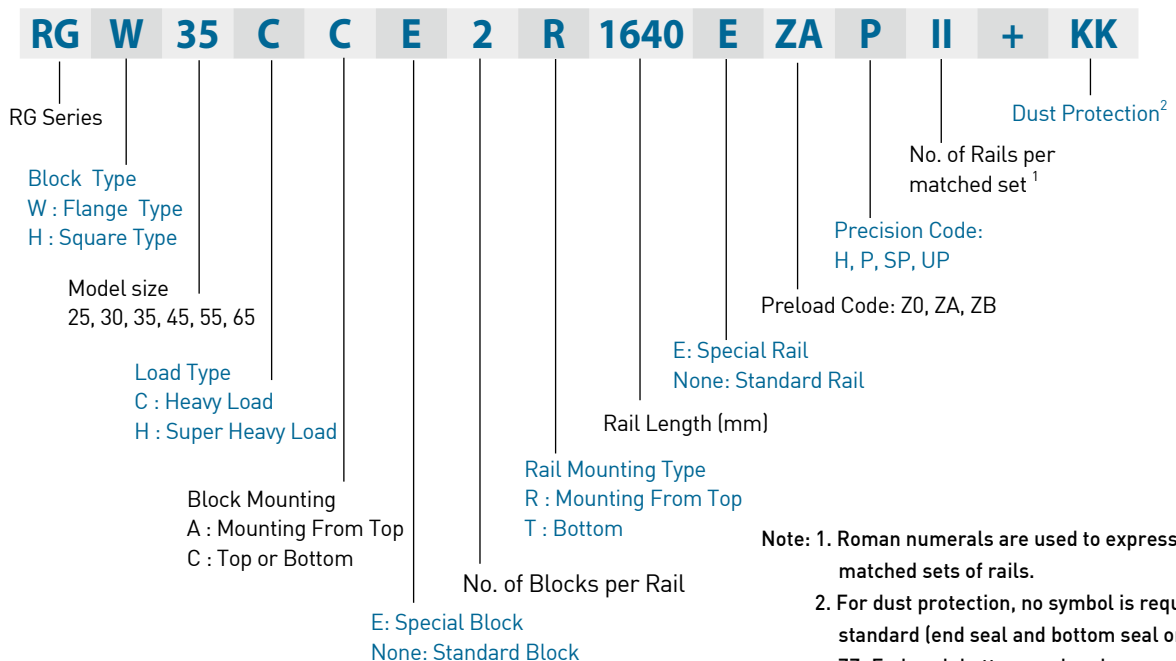 RG W 35 C C E 2 R 1640 E ZA P II + KK
RG Series
Dust Protection2
No. of Rails per
matched set 1
Block Type
W : Flange Type
H : Square Type
Precision Code:
H, P, SP, UP
Model size
25, 30, 35, 45, 55, 65
Preload Code: Z0, ZA, ZB
Load Type
C : Heavy Load
H : Super Heavy Load
E: Special Rail
None: Standard Rail
Rail Length (mm)
Rail Mounting Type
R : Mounting From Top
T : Bottom
Block Mounting
A : Mounting From Top
C : Top or Bottom
No. of Blocks per Rail
E: Special Block
None: Standard Block
Note: 1. Roman numerals are used to express
matched sets of rails.
2. For dust protection, no symbol is requ
standard (end seal and bottom seal o